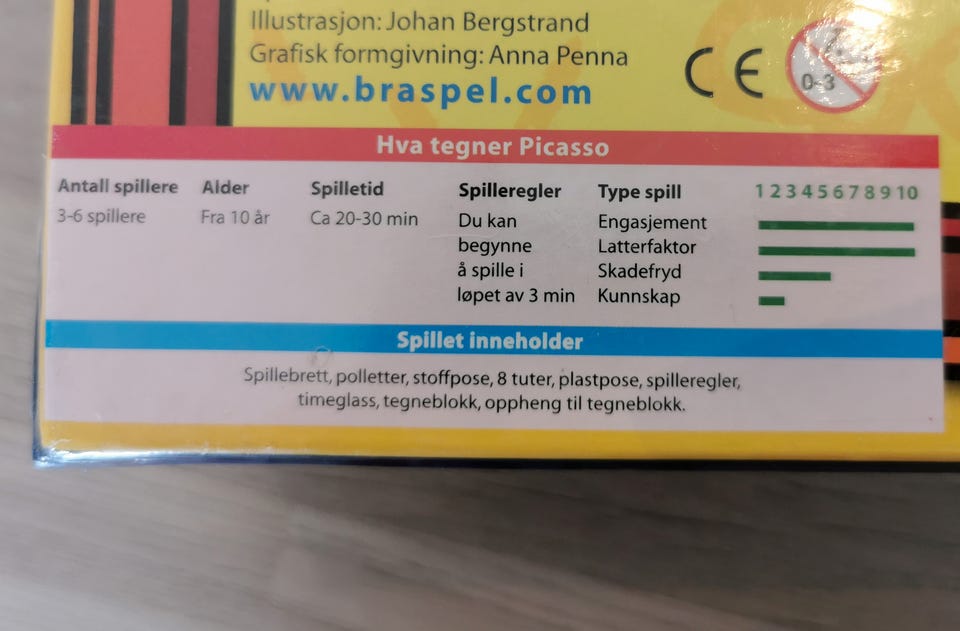 Illustrasjon: Johan Bergstrand
Grafisk formgivning: Anna Penna
www.braspel.com
CE
0-3
Hva tegner Picasso
Antall spillere Alder Spilletid Spilleregler Type spill 1 2 3 4 5 6 7 8 9 10
3-6 spillere Fra 10 år Ca 20-30 min Du kan Engasjement
begynne Latterfaktor
å spille i Skadefryd
løpet av 3 min Kunnskap
Spillet inneholder
Spillebrett, polletter, stoffpose, 8 tuter, plastpose, spilleregler,
timeglass, tegneblokk, oppheng til tegneblokk.